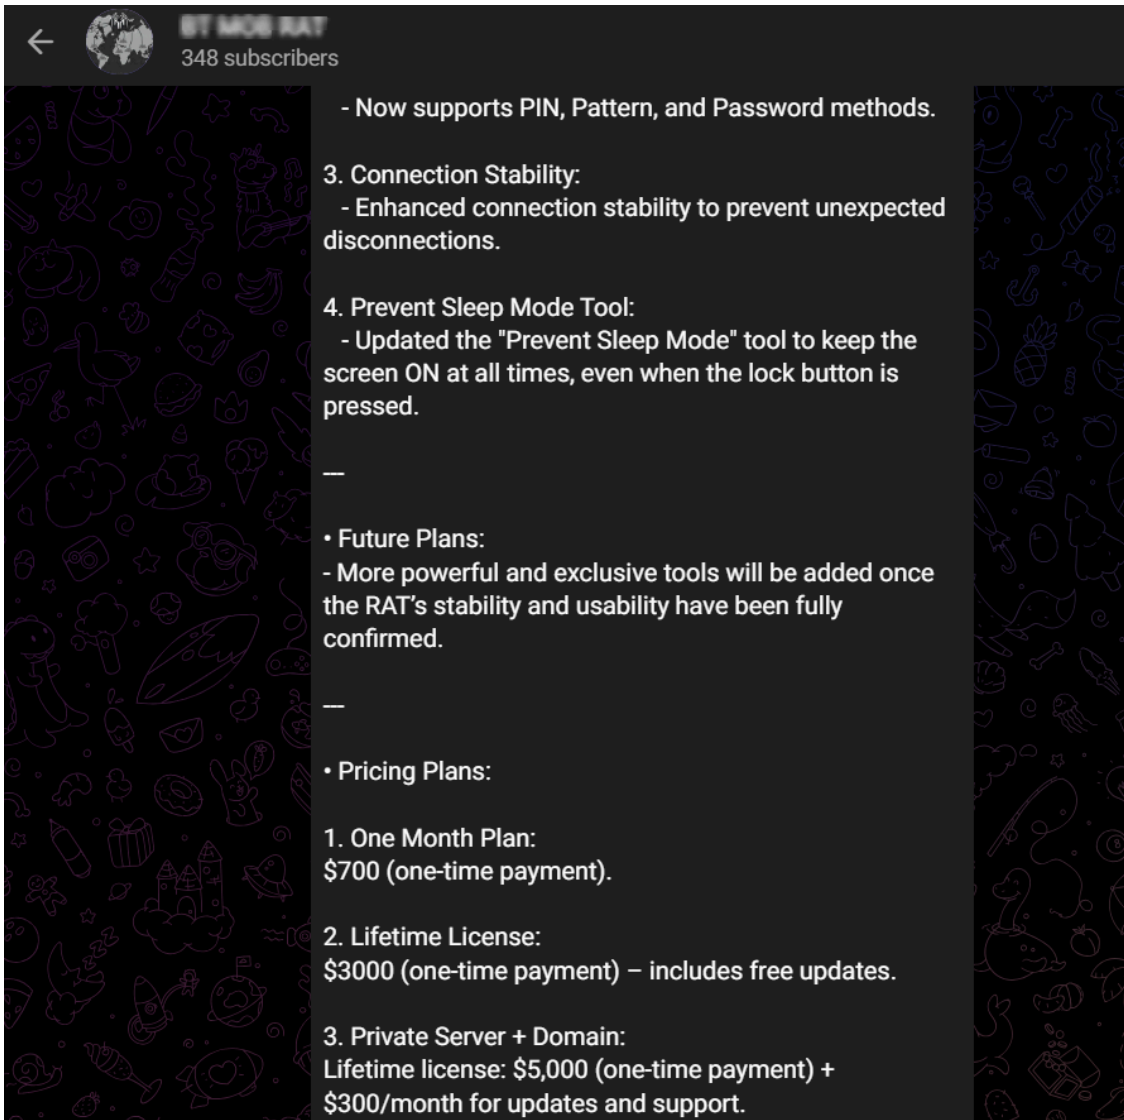 348 subscribers
- Now supports PIN, Pattern, and Password methods.
3. Connection Stability:
- Enhanced connection stability to prevent unexpected
disconnections.
4. Prevent Sleep Mode Tool:
- Updated the "Prevent Sleep Mode" tool to keep the
screen ON at all times, even when the lock button is
pressed.
---
• Future Plans:
- More powerful and exclusive tools will be added once
the RAT's stability and usability have been fully
confirmed.
---
• Pricing Plans:
1. One Month Plan:
$700 (one-time payment).
2. Lifetime License:
$3000 (one-time payment) – includes free updates.
3. Private Server + Domain:
Lifetime license: $5,000 (one-time payment) +
$300/month for updates and support.